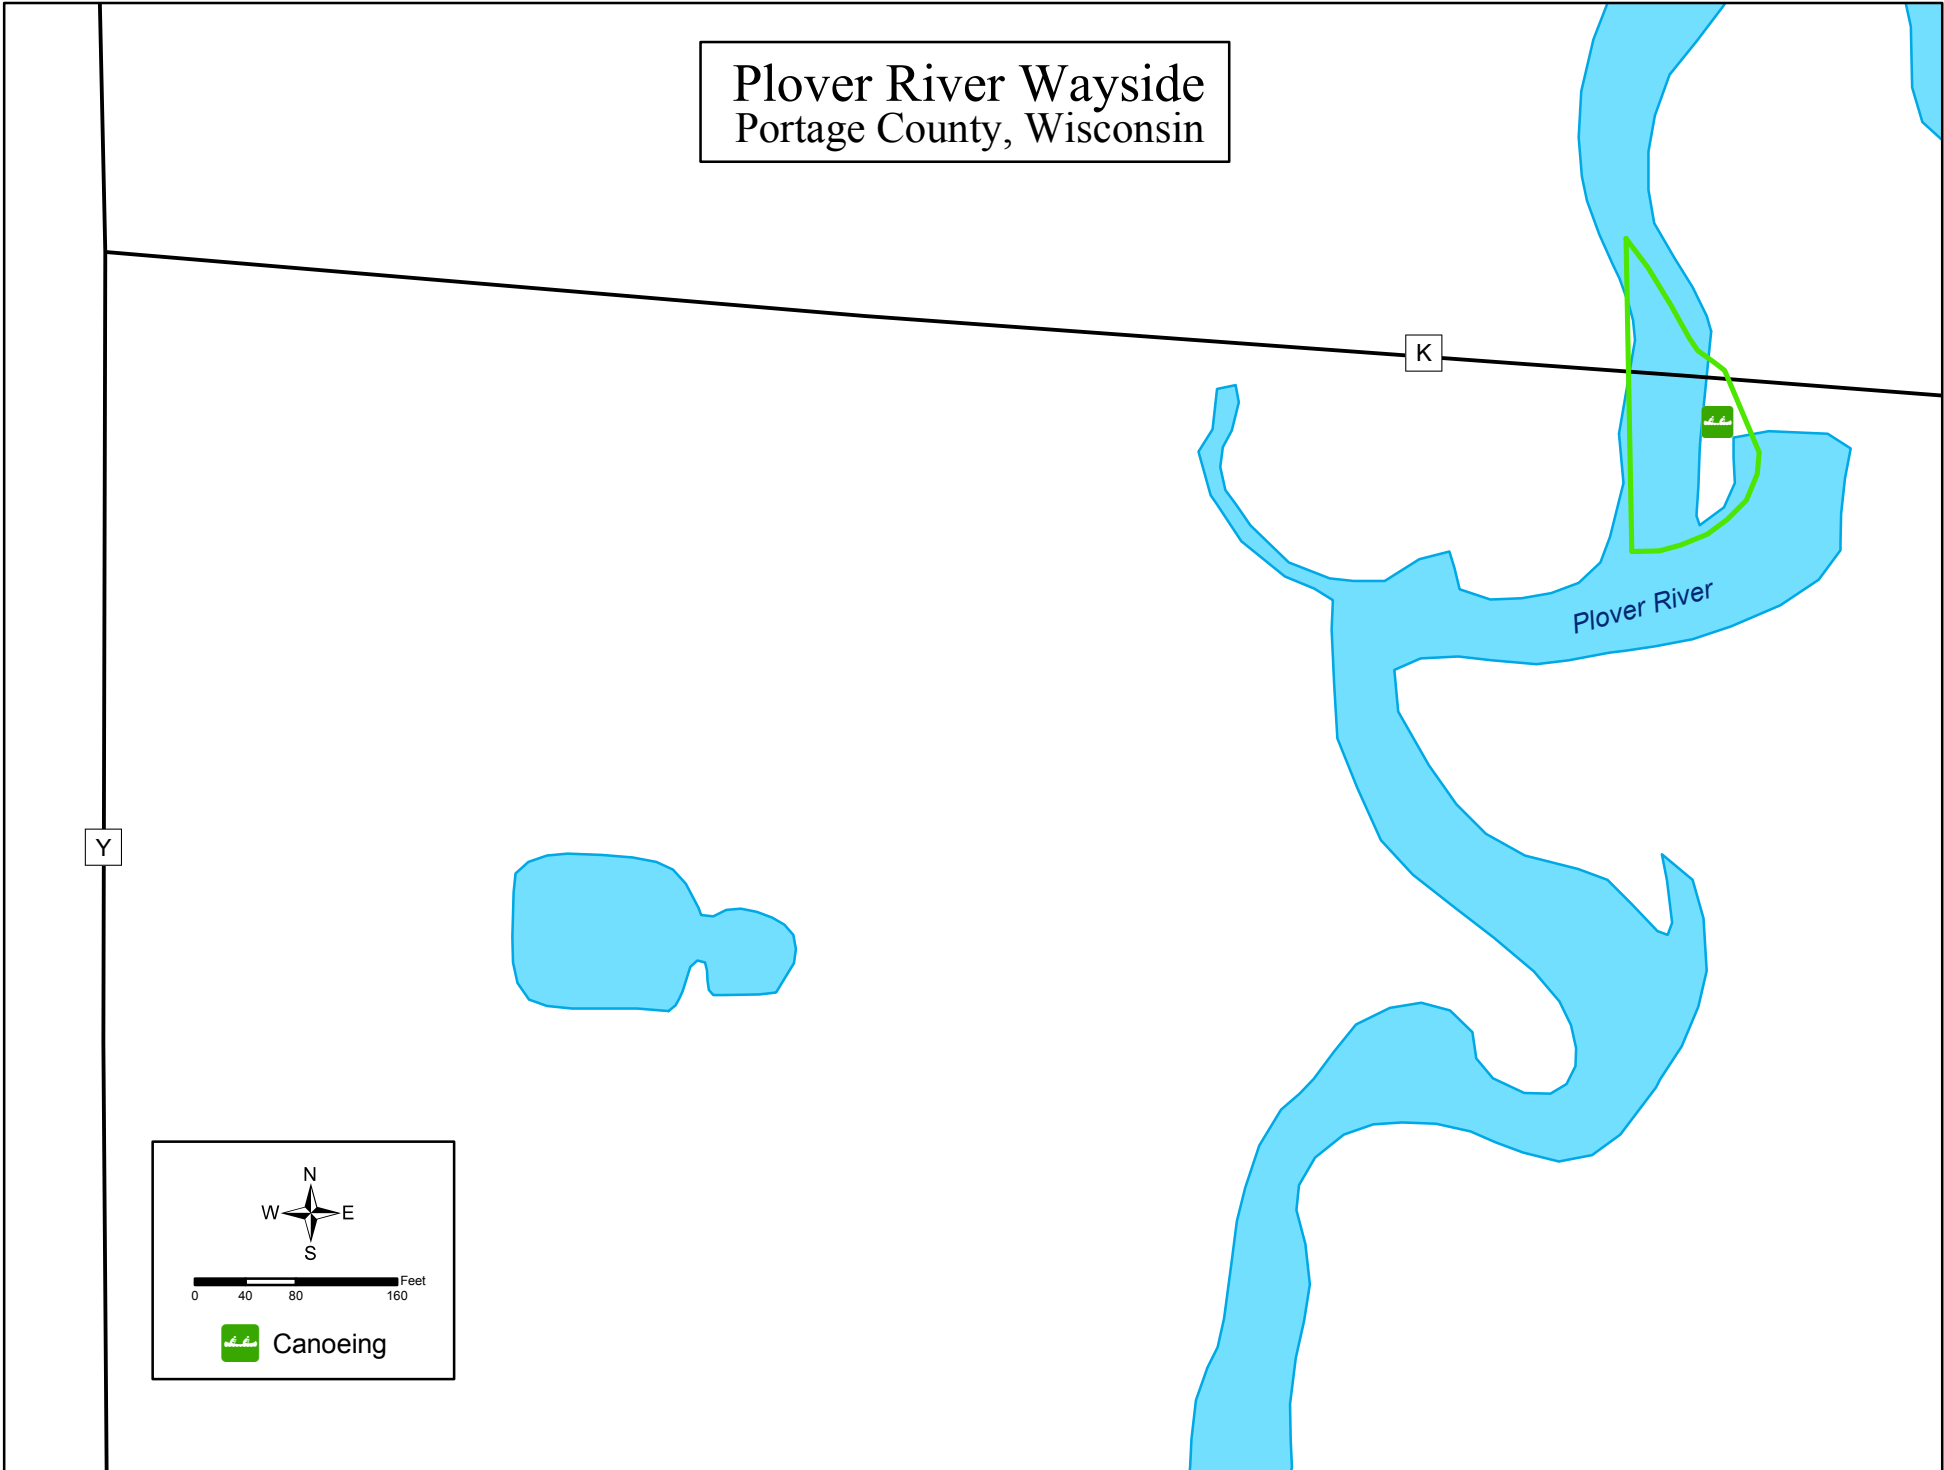 Plover River Wayside
Portage County, Wisconsin
K
Plover River
Y
N
W E
S
Feet
0 40 80 160
Canoeing